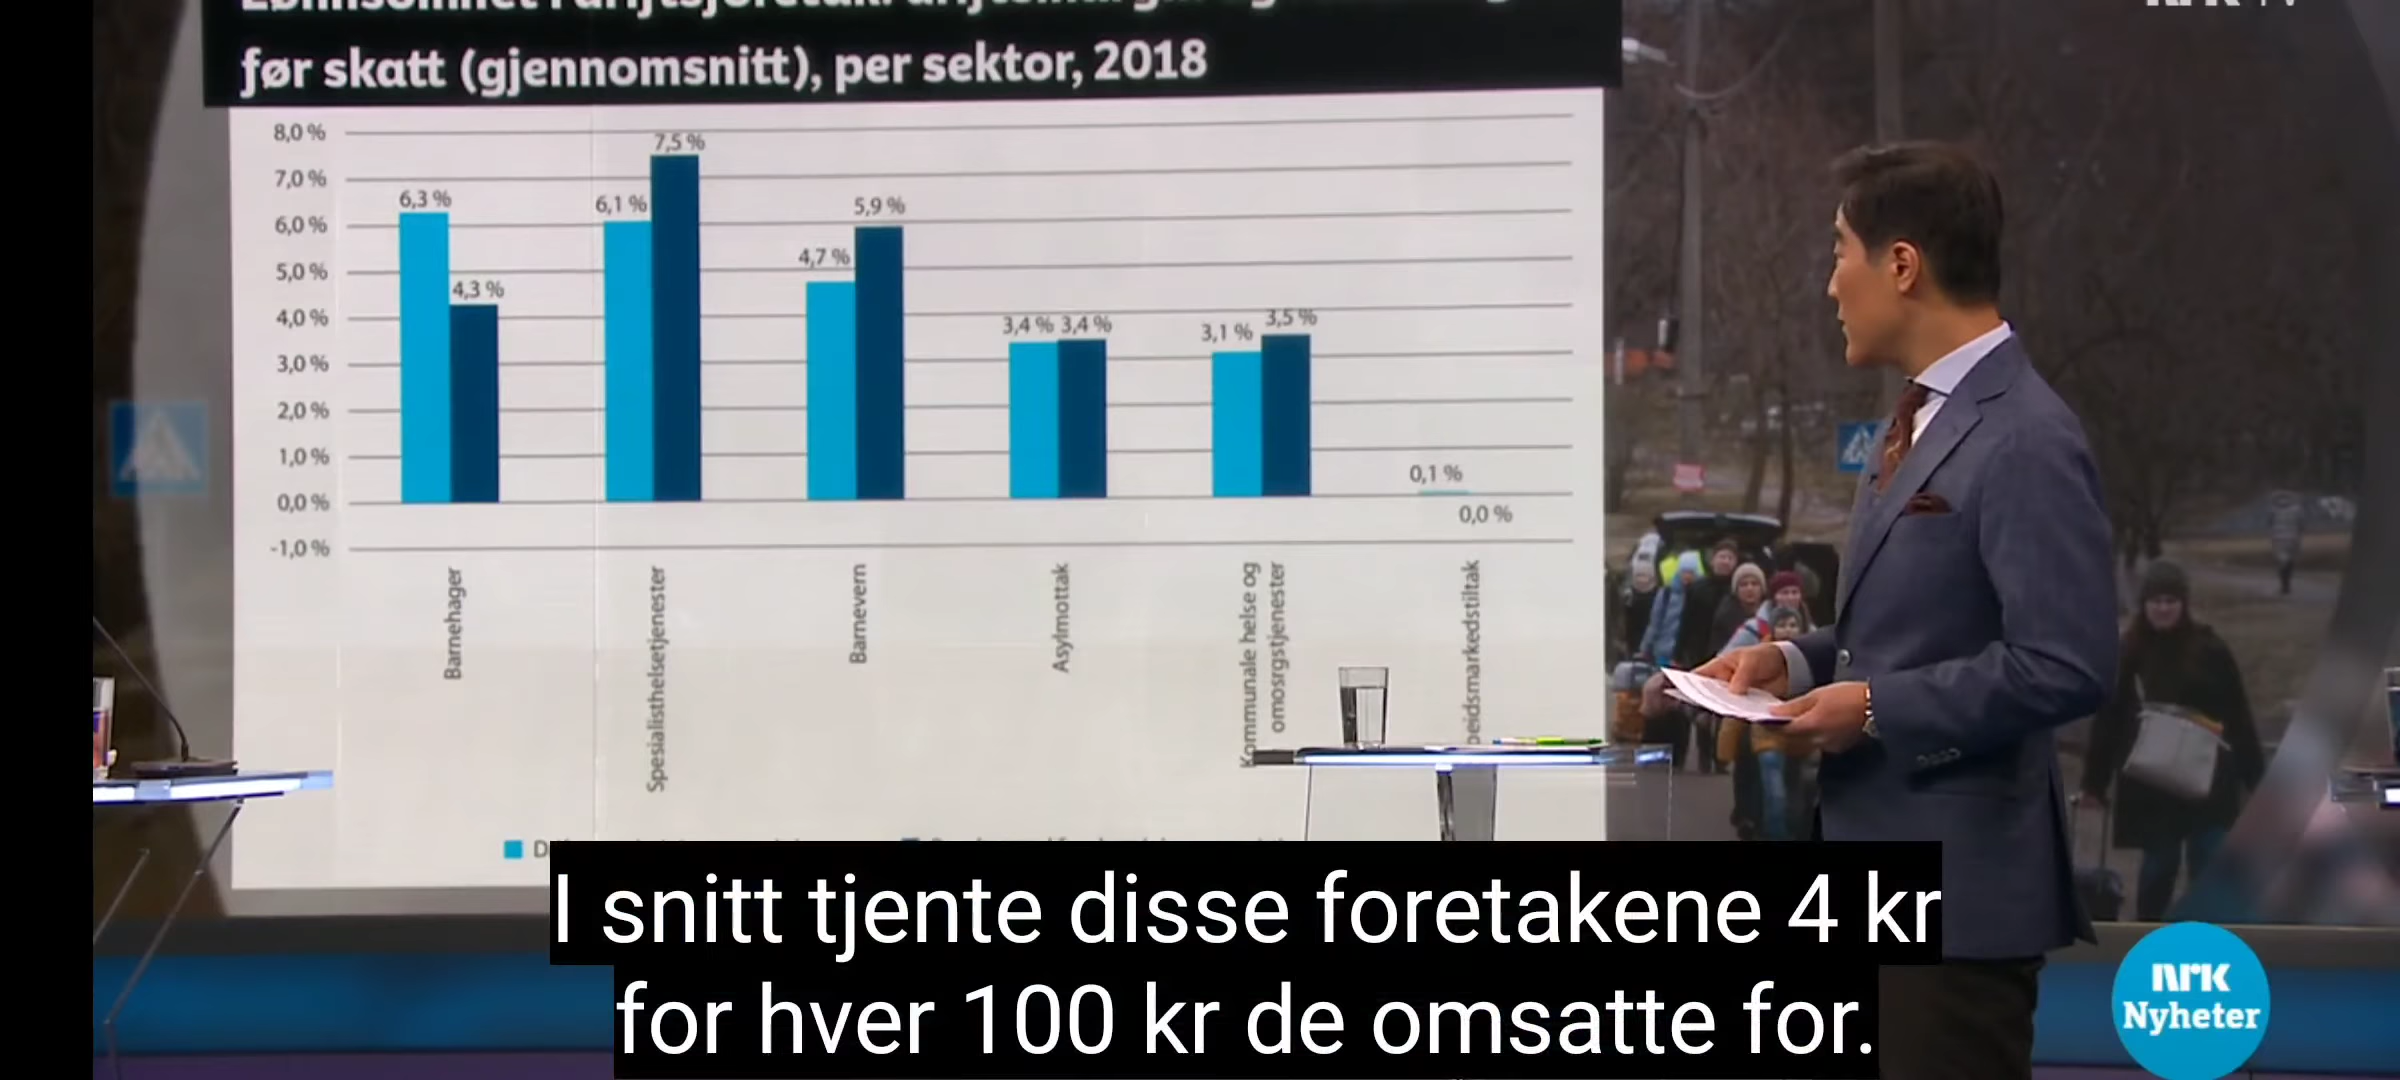 før skatt (gjennomsnitt), per sektor, 2018
8,0 %
7,0 %
6,0 %
5,0 %
4,0 %
3,0 %
2,0 %
1,0 %
0,0 %
-1,0 %
6,3 %
4,3 %
6,1 %
7,5 %
4,7 %
5,9 %
3,4 %
3,4 %
3,1 %
3,5 %
0,1 %
0,0 %
Barnehager
Spesialisthelsetjenester
Barnevern
Asylmottak
Kommunale helse og
omosrgstjenester
beidsmarkedstiltak
I snitt tjente disse foretakene 4 kr
for hver 100 kr de omsatte for.
NRK
Nyheter